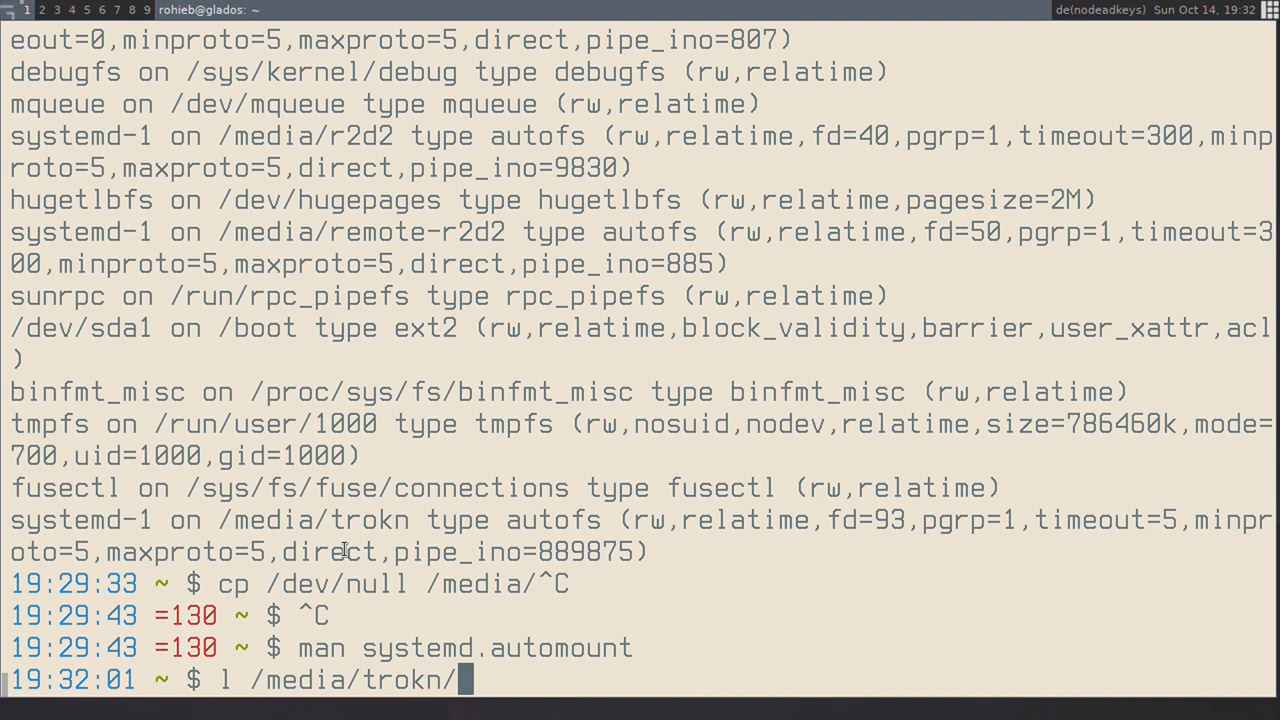 1 2 3 4 5 6 7 8 9 rohieb@glados: ~ de(nodeadkeys) Sun Oct 14, 19:32
eout=0,minproto=5,maxproto=5,direct,pipe_ino=807)
debugfs on /sys/kernel/debug type debugfs (rw,relatime)
mqueue on /dev/mqueue type mqueue (rw,relatime)
systemd-1 on /media/r2d2 type autofs (rw,relatime,fd=40,pgrp=1,timeout=300,minp
roto=5,maxproto=5,direct,pipe_ino=9830)
hugetlbfs on /dev/hugepages type hugetlbfs (rw,relatime,pagesize=2M)
systemd-1 on /media/remote-r2d2 type autofs (rw,relatime,fd=50,pgrp=1,timeout=3
00,minproto=5,maxproto=5,direct,pipe_ino=885)
sunrpc on /run/rpc_pipefs type rpc_pipefs (rw,relatime)
/dev/sda1 on /boot type ext2 (rw,relatime,block_validity,barrier,user_xattr,acl
)
binfmt_misc on /proc/sys/fs/binfmt_misc type binfmt_misc (rw,relatime)
tmpfs on /run/user/1000 type tmpfs (rw,nosuid,nodev,relatime,size=786460k,mode=
700,uid=1000,gid=1000)
fusectl on /sys/fs/fuse/connections type fusectl (rw,relatime)
systemd-1 on /media/trokn type autofs (rw,relatime,fd=93,pgrp=1,timeout=5,minpr
oto=5,maxproto=5,direct,pipe_ino=889875)
19:29:33 ~ $ cp /dev/null /media/^C
19:29:43 =130 ~ $ ^C
19:29:43 =130 ~ $ man systemd.automount
19:32:01 ~ $ l /media/trokn/